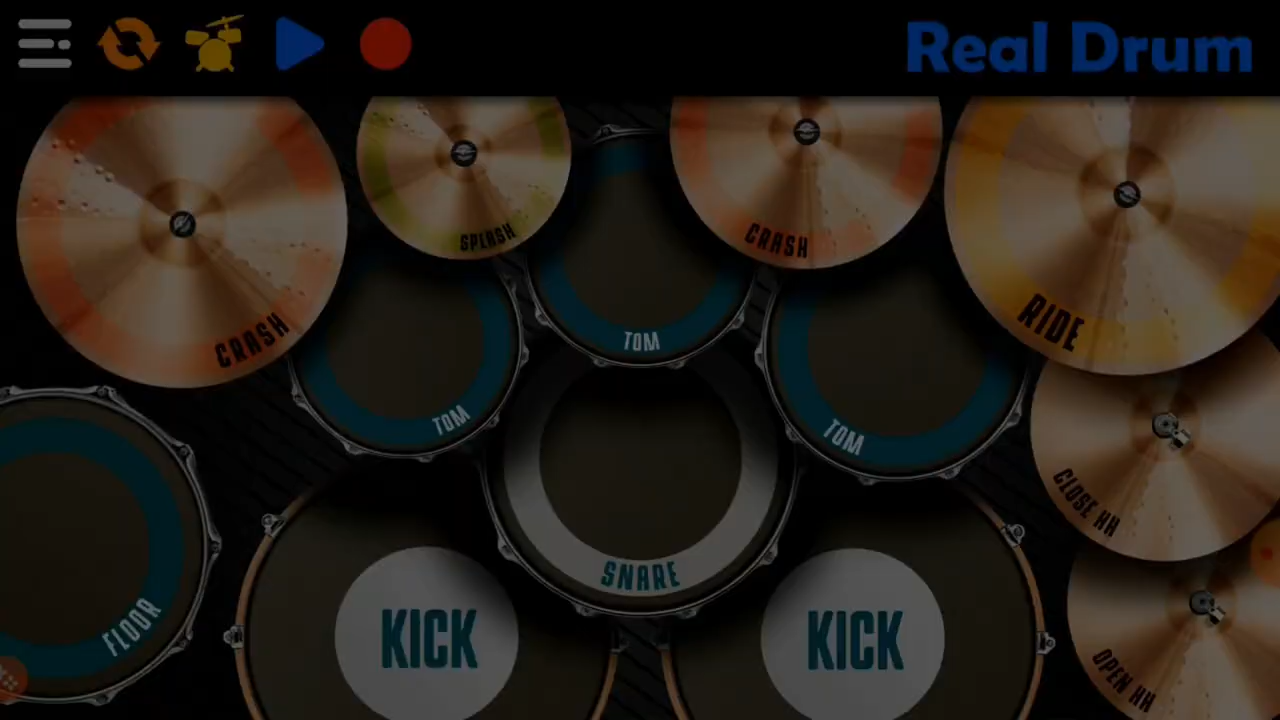 Real Drum
SPLASH
CRASH
CRASH
RIDE
TOM
TOM
TOM
CLOSE HH
SNARE
FLOOR
KICK
KICK
OPEN HH